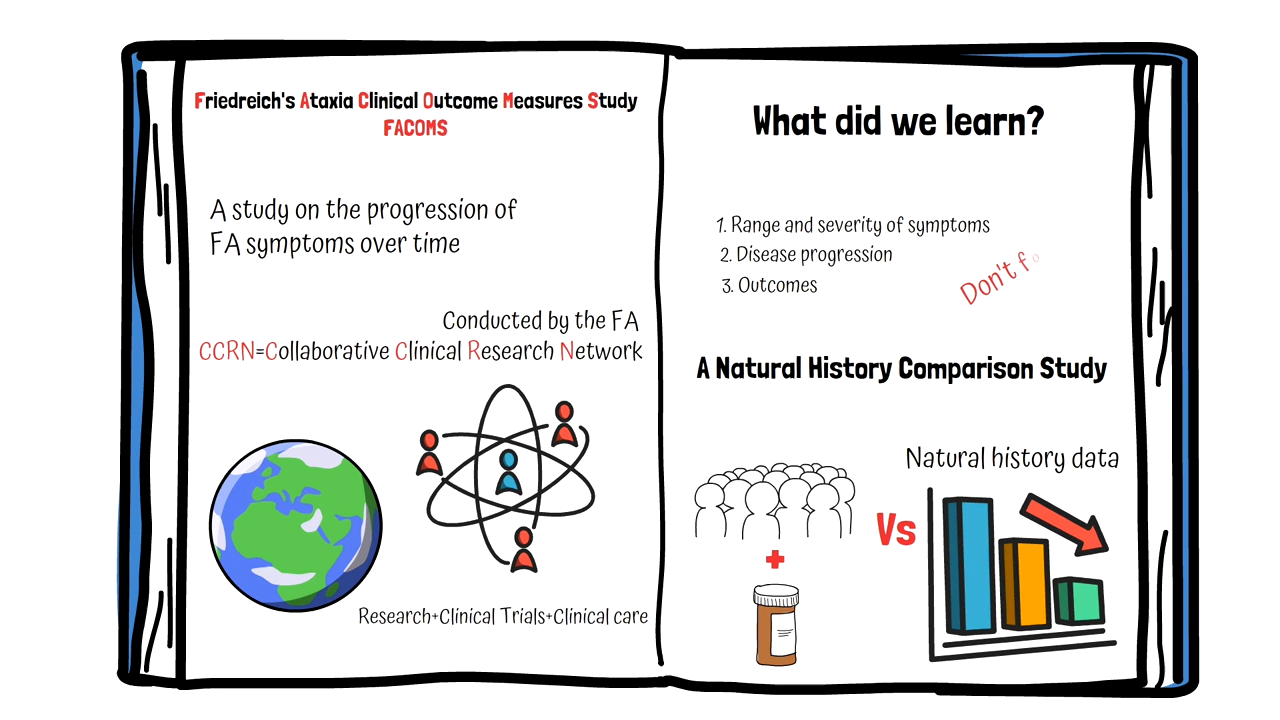 Friedreich's Ataxia Clinical Outcome Measures Study
FACOMS
A study on the progression of
FA symptoms over time
Conducted by the FA
CCRN=Collaborative Clinical Research Network
Research+Clinical Trials+Clinical care
What did we learn?
1. Range and severity of symptoms
2. Disease progression
3. Outcomes
Don't fo
A Natural History Comparison Study
Natural history data
Vs